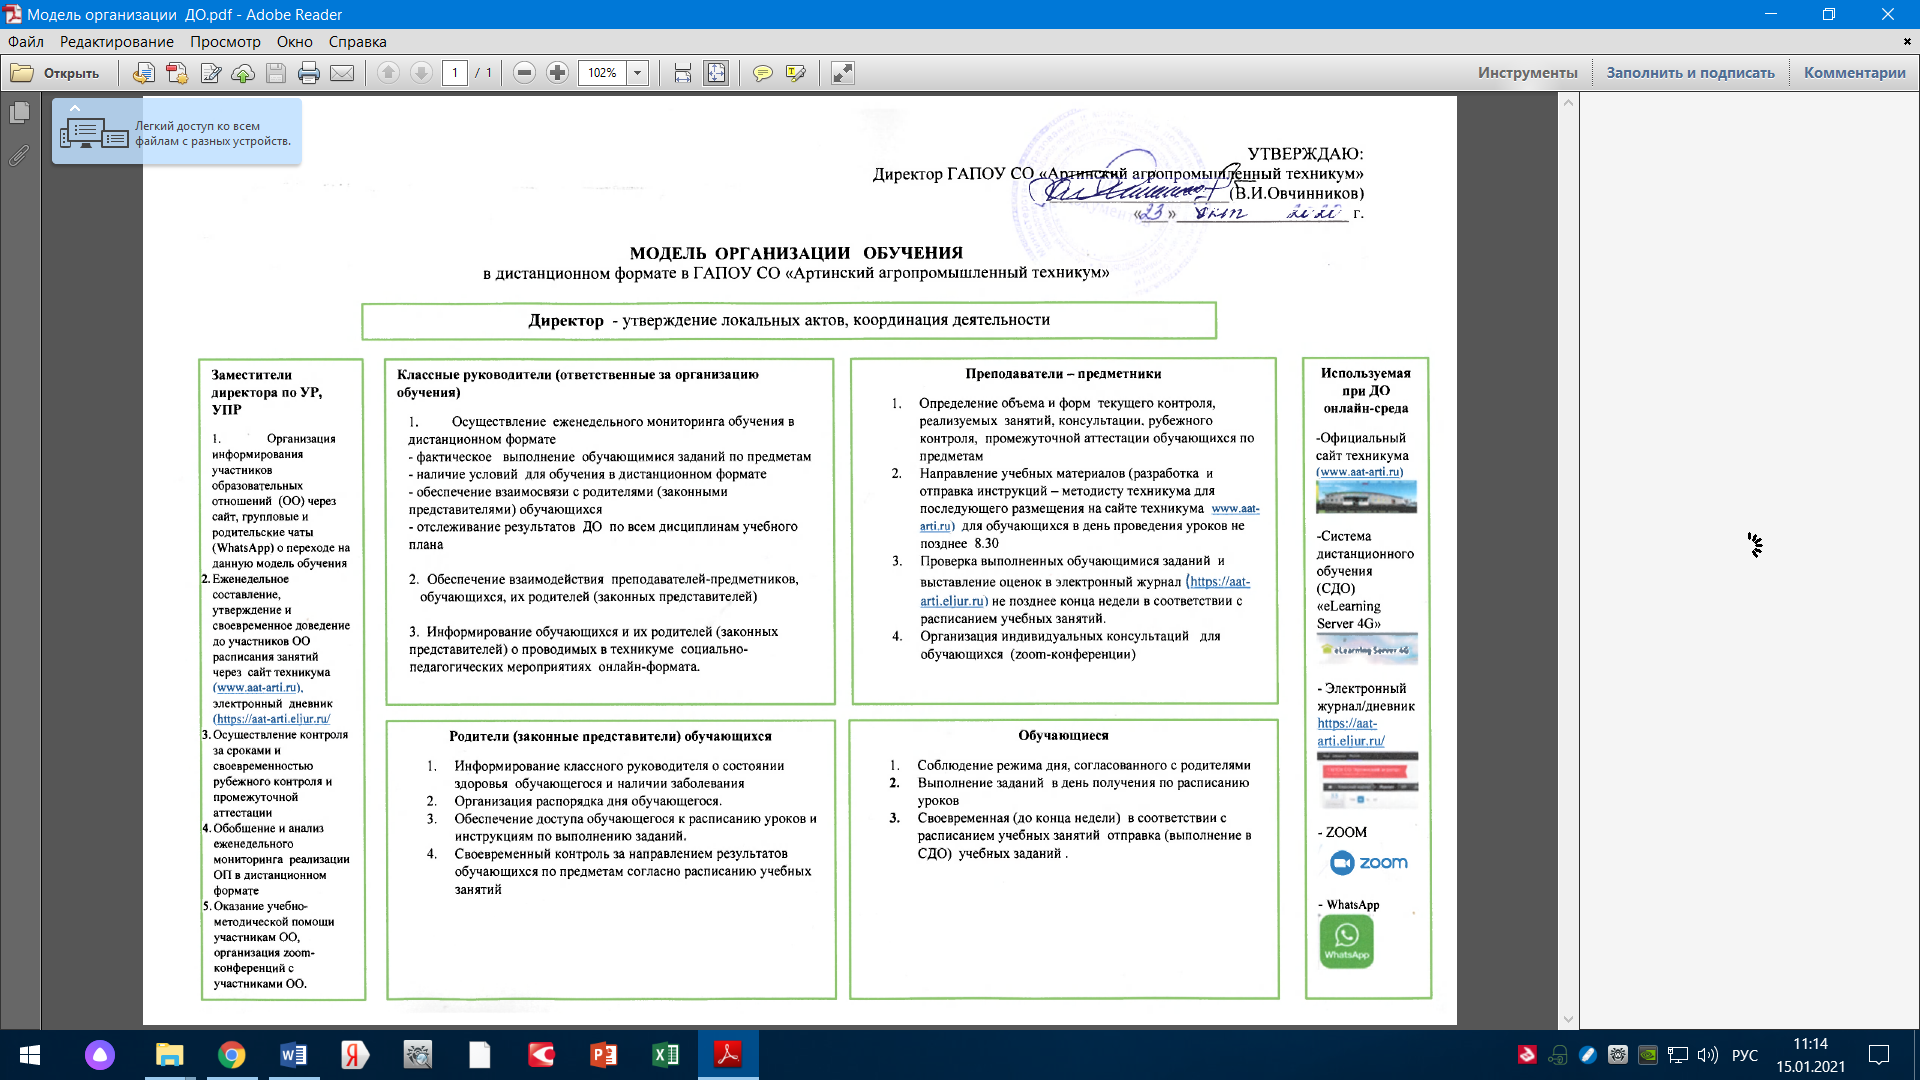 Модель организации  ДО.pdf - Adobe Reader
Файл Редактирование Просмотр Окно Справка
Открыть 1 / 1 102% Инструменты Заполнить и подписать Комментарии
Легкий доступ ко всем
файлам с разных устройств.
УТВЕРЖДАЮ:
Директор ГАПОУ СО «Артинский агропромышленный техникум»
(В.И.Овчинников)
«23» окт 2020 г.
МОДЕЛЬ ОРГАНИЗАЦИИ ОБУЧЕНИЯ
в дистанционном формате в ГАПОУ СО «Артинский агропромышленный техникум»
Директор - утверждение локальных актов, координация деятельности
Заместители
директора по УР,
УПР
1. Организация
информирования
участников
образовательных
отношений (ОО) через
сайт, групповые и
родительские чаты
(WhatsApp) о переходе на
данную модель обучения
2. Еженедельное
составление,
утверждение и
своевременное доведение
до участников ОО
расписания занятий
через сайт техникума
(www.aat-arti.ru),
электронный дневник
(https://aat-arti.eljur.ru/
3. Осуществление контроля
за сроками и
своевременностью
рубежного контроля и
промежуточной
аттестации
4. Обобщение и анализ
еженедельного
мониторинга реализации
ОП в дистанционном
формате
5. Оказание учебно-
методической помощи
участникам ОО,
организация zoom-
конференций с
участниками ОО.
Классные руководители (ответственные за организацию
обучения)
1. Осуществление еженедельного мониторинга обучения в
дистанционном формате
- фактическое выполнение обучающимися заданий по предметам
- наличие условий для обучения в дистанционном формате
- обеспечение взаимосвязи с родителями (законными
представителями) обучающихся
- отслеживание результатов ДО по всем дисциплинам учебного
плана
2. Обеспечение взаимодействия преподавателей-предметников,
обучающихся, их родителей (законных представителей)
3. Информирование обучающихся и их родителей (законных
представителей) о проводимых в техникуме социально-
педагогических мероприятиях онлайн-формата.
Преподаватели – предметники
1. Определение объема и форм текущего контроля,
реализуемых занятий, консультации, рубежного
контроля, промежуточной аттестации обучающихся по
предметам
2. Направление учебных материалов (разработка и
отправка инструкций – методисту техникума для
последующего размещения на сайте техникума www.aat-
arti.ru) для обучающихся в день проведения уроков не
позднее 8.30
3. Проверка выполненных обучающимися заданий и
выставление оценок в электронный журнал (https://aat-
arti.eljur.ru) не позднее конца недели в соответствии с
расписанием учебных занятий.
4. Организация индивидуальных консультаций для
обучающихся (zoom-конференции)
Родители (законные представители) обучающихся
1. Информирование классного руководителя о состоянии
здоровья обучающегося и наличии заболевания
2. Организация распорядка дня обучающегося.
3. Обеспечение доступа обучающегося к расписанию уроков и
инструкциям по выполнению заданий.
4. Своевременный контроль за направлением результатов
обучающихся по предметам согласно расписанию учебных
занятий
Обучающиеся
1. Соблюдение режима дня, согласованного с родителями
2. Выполнение заданий в день получения по расписанию
уроков
3. Своевременная (до конца недели) в соответствии с
расписанием учебных занятий отправка (выполнение в
СДО) учебных заданий .
Используемая
при ДО
онлайн-среда
-Официальный
сайт техникума
(www.aat-arti.ru)
-Система
дистанционного
обучения
(СДО)
«eLearning
Server 4G»
eLearning Server 4G
- Электронный
журнал/дневник
https://aat-
arti.eljur.ru/
- ZOOM
zoom
- WhatsApp
WhatsApp
РУС
11:14
15.01.2021